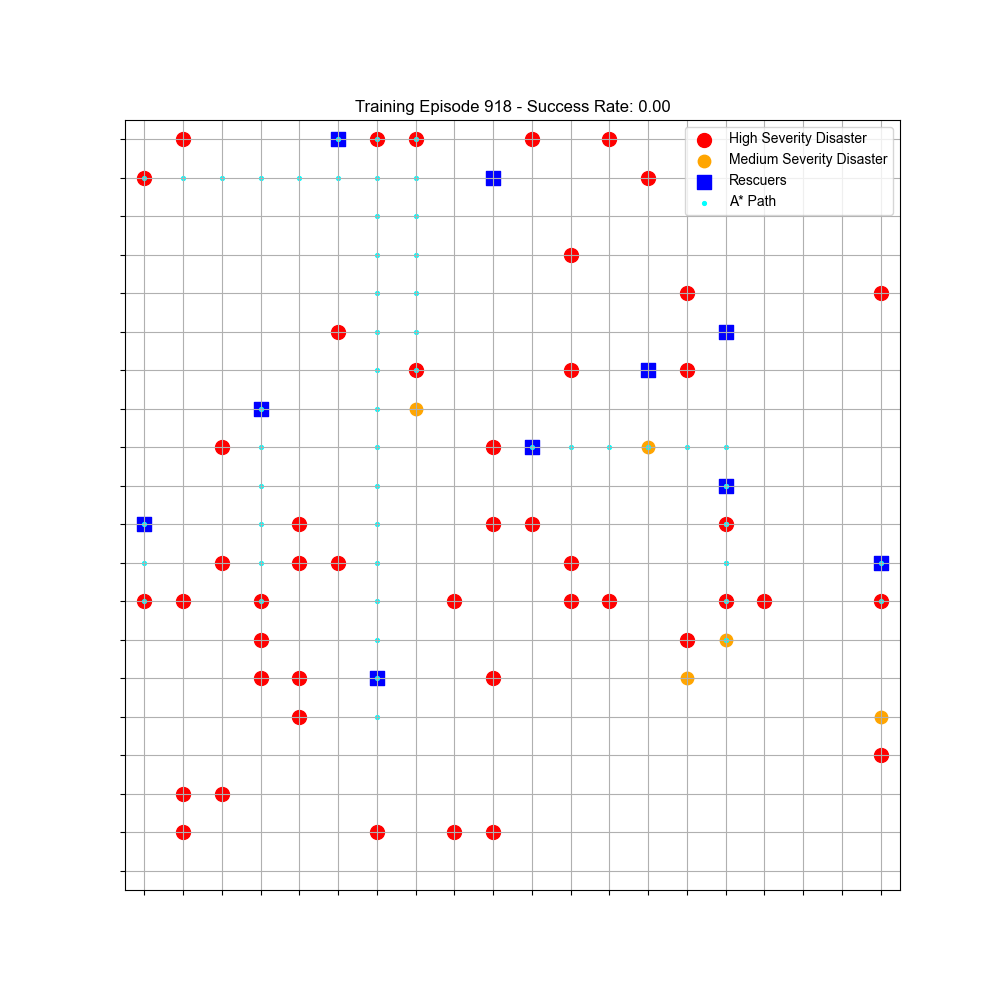 Training Episode 918 - Success Rate: 0.00
High Severity Disaster
Medium Severity Disaster
Rescuers
A* Path